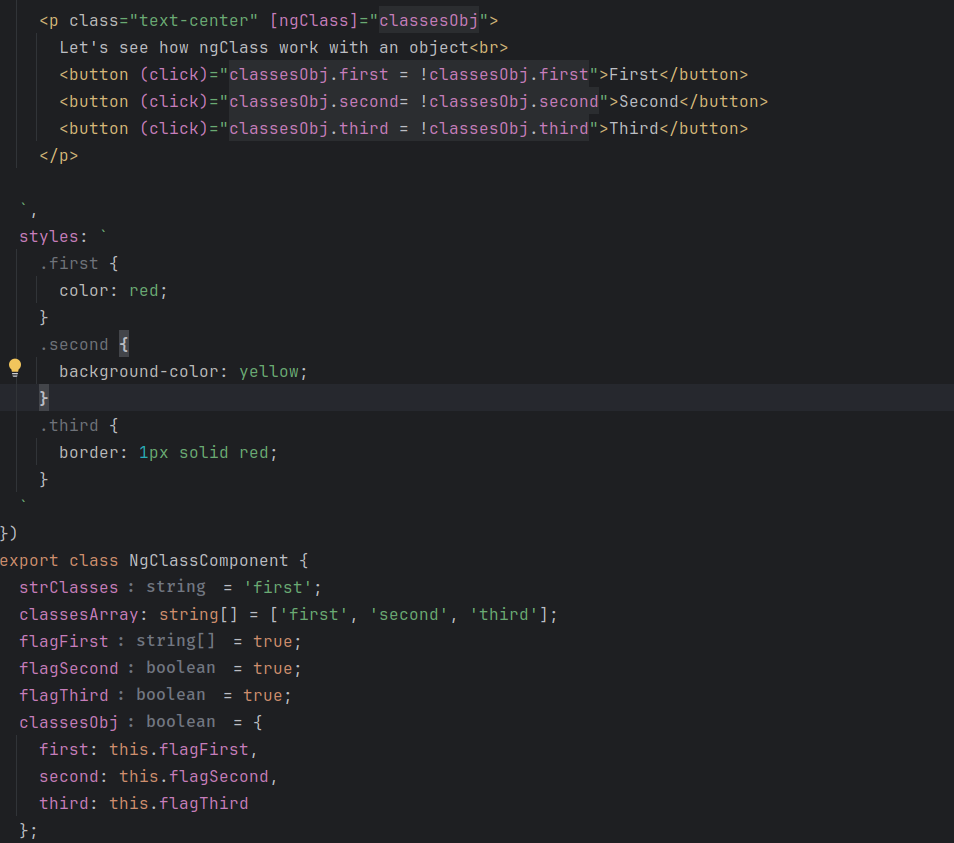 <p class="text-center" [ngClass]="classesObj">
Let's see how ngClass work with an object<br>
<button (click)="classesObj.first = !classesObj.first">First</button>
<button (click)="classesObj.second= !classesObj.second">Second</button>
<button (click)="classesObj.third = !classesObj.third">Third</button>
</p>
`,
styles: `
.first {
color: red;
}
.second {
background-color: yellow;
}
.third {
border: 1px solid red;
}
`
})
export class NgClassComponent {
strClasses : string = 'first';
classesArray: string[] = ['first', 'second', 'third'];
flagFirst : string[] = true;
flagSecond : boolean = true;
flagThird : boolean = true;
classesObj : boolean = {
first: this.flagFirst,
second: this.flagSecond,
third: this.flagThird
};